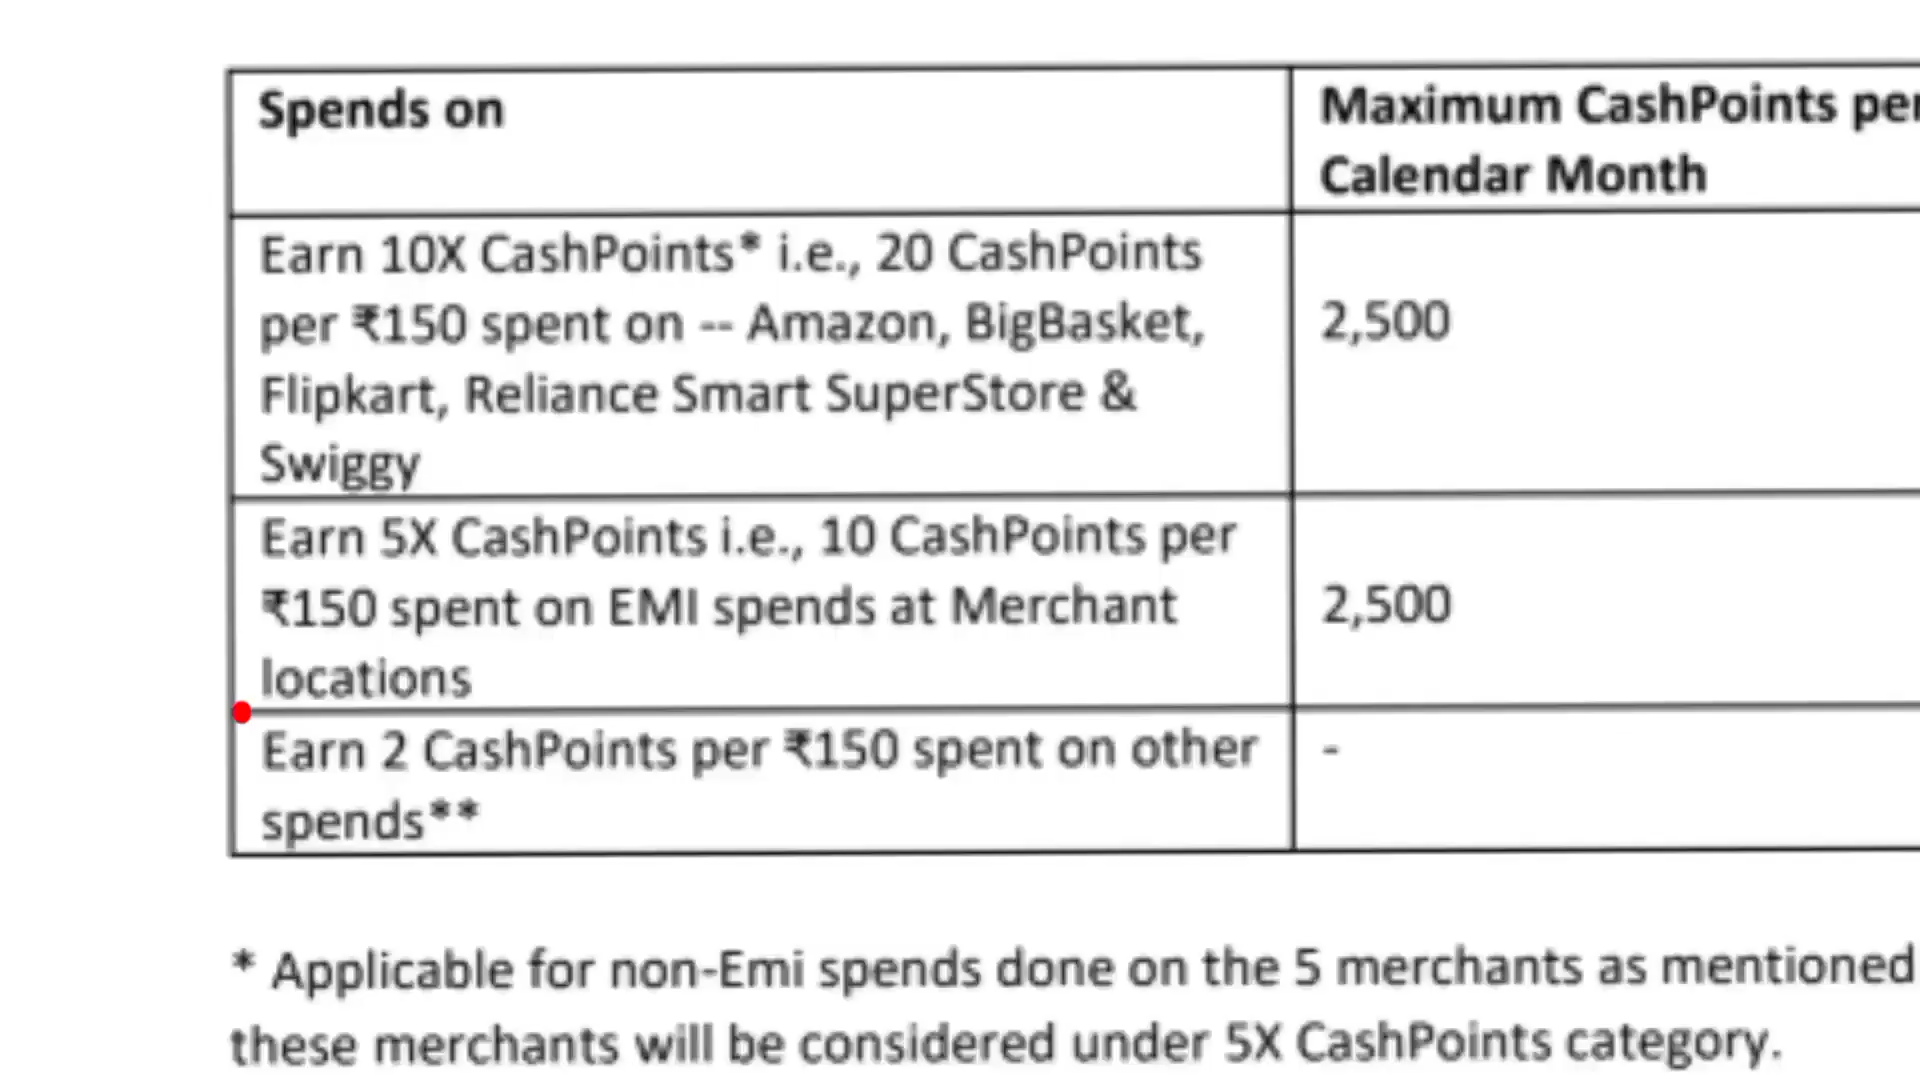 Spends on
Maximum CashPoints per
Calendar Month
Earn 10X CashPoints* i.e., 20 CashPoints
per ₹150 spent on -- Amazon, BigBasket,
Flipkart, Reliance Smart SuperStore &
Swiggy
2,500
Earn 5X CashPoints i.e., 10 CashPoints per
₹150 spent on EMI spends at Merchant
locations
2,500
Earn 2 CashPoints per ₹150 spent on other
spends**
-
* Applicable for non-Emi spends done on the 5 merchants as mentioned
these merchants will be considered under 5X CashPoints category.